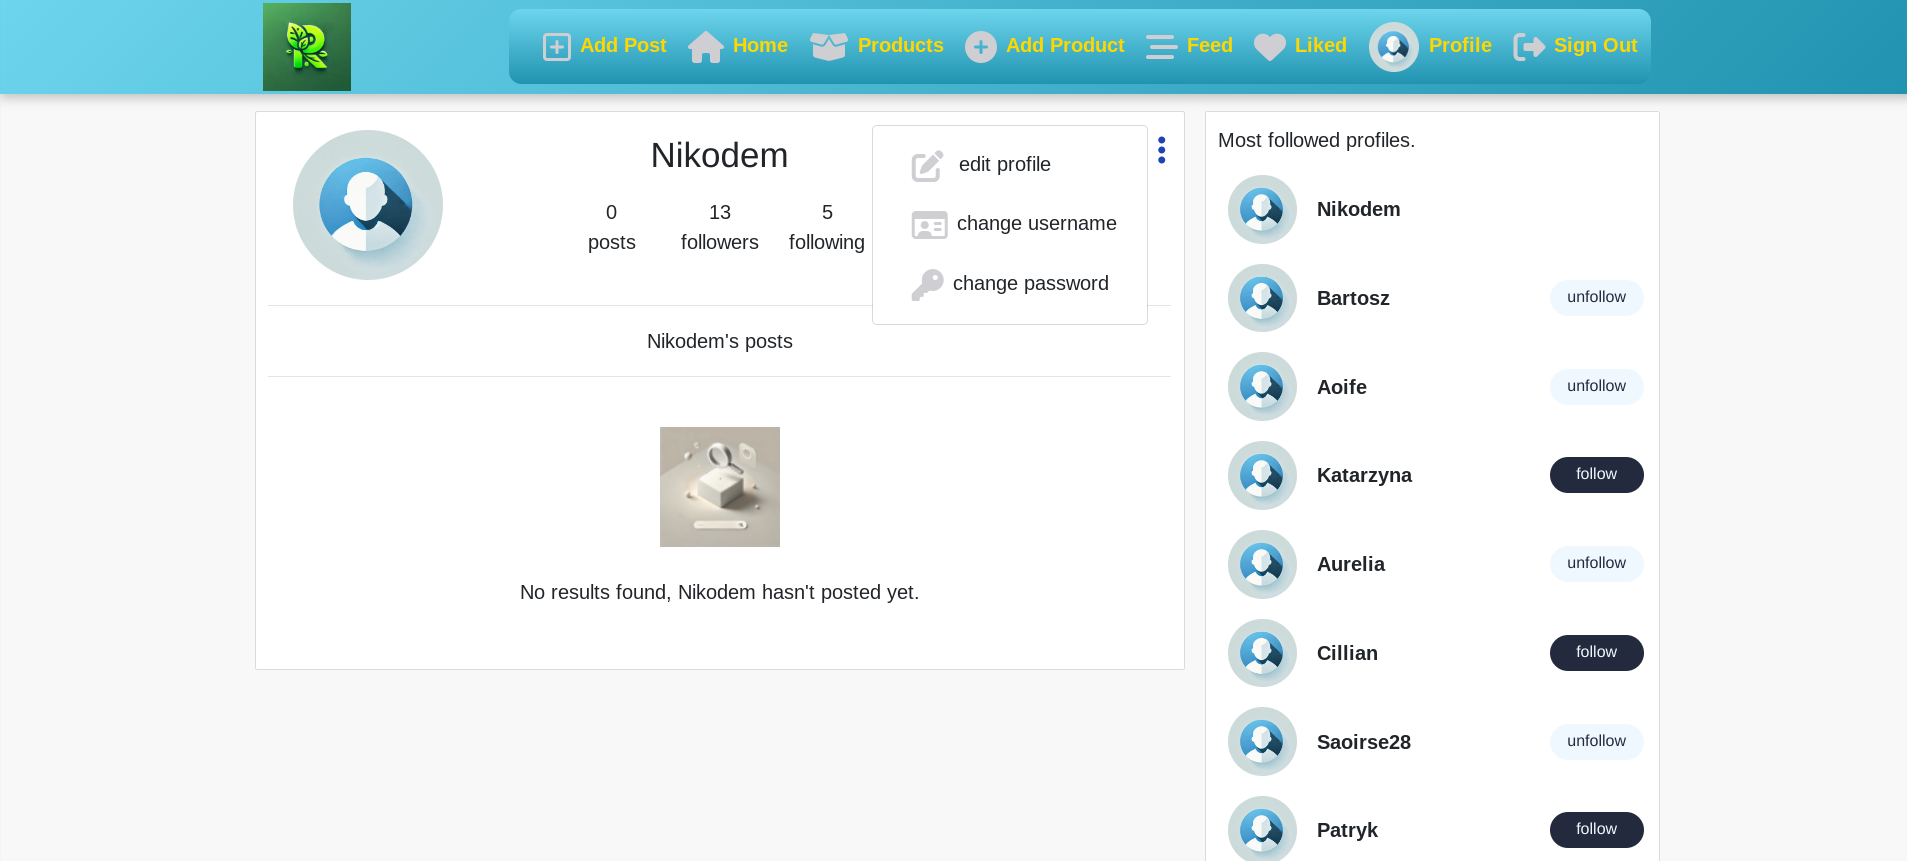 Add Post Home Products Add Product Feed Liked Profile Sign Out
Nikodem
0 posts
13 followers
5 following
edit profile
change username
change password
Nikodem's posts
No results found, Nikodem hasn't posted yet.
Most followed profiles.
Nikodem
Bartosz unfollow
Aoife unfollow
Katarzyna follow
Aurelia unfollow
Cillian follow
Saoirse28 unfollow
Patryk follow